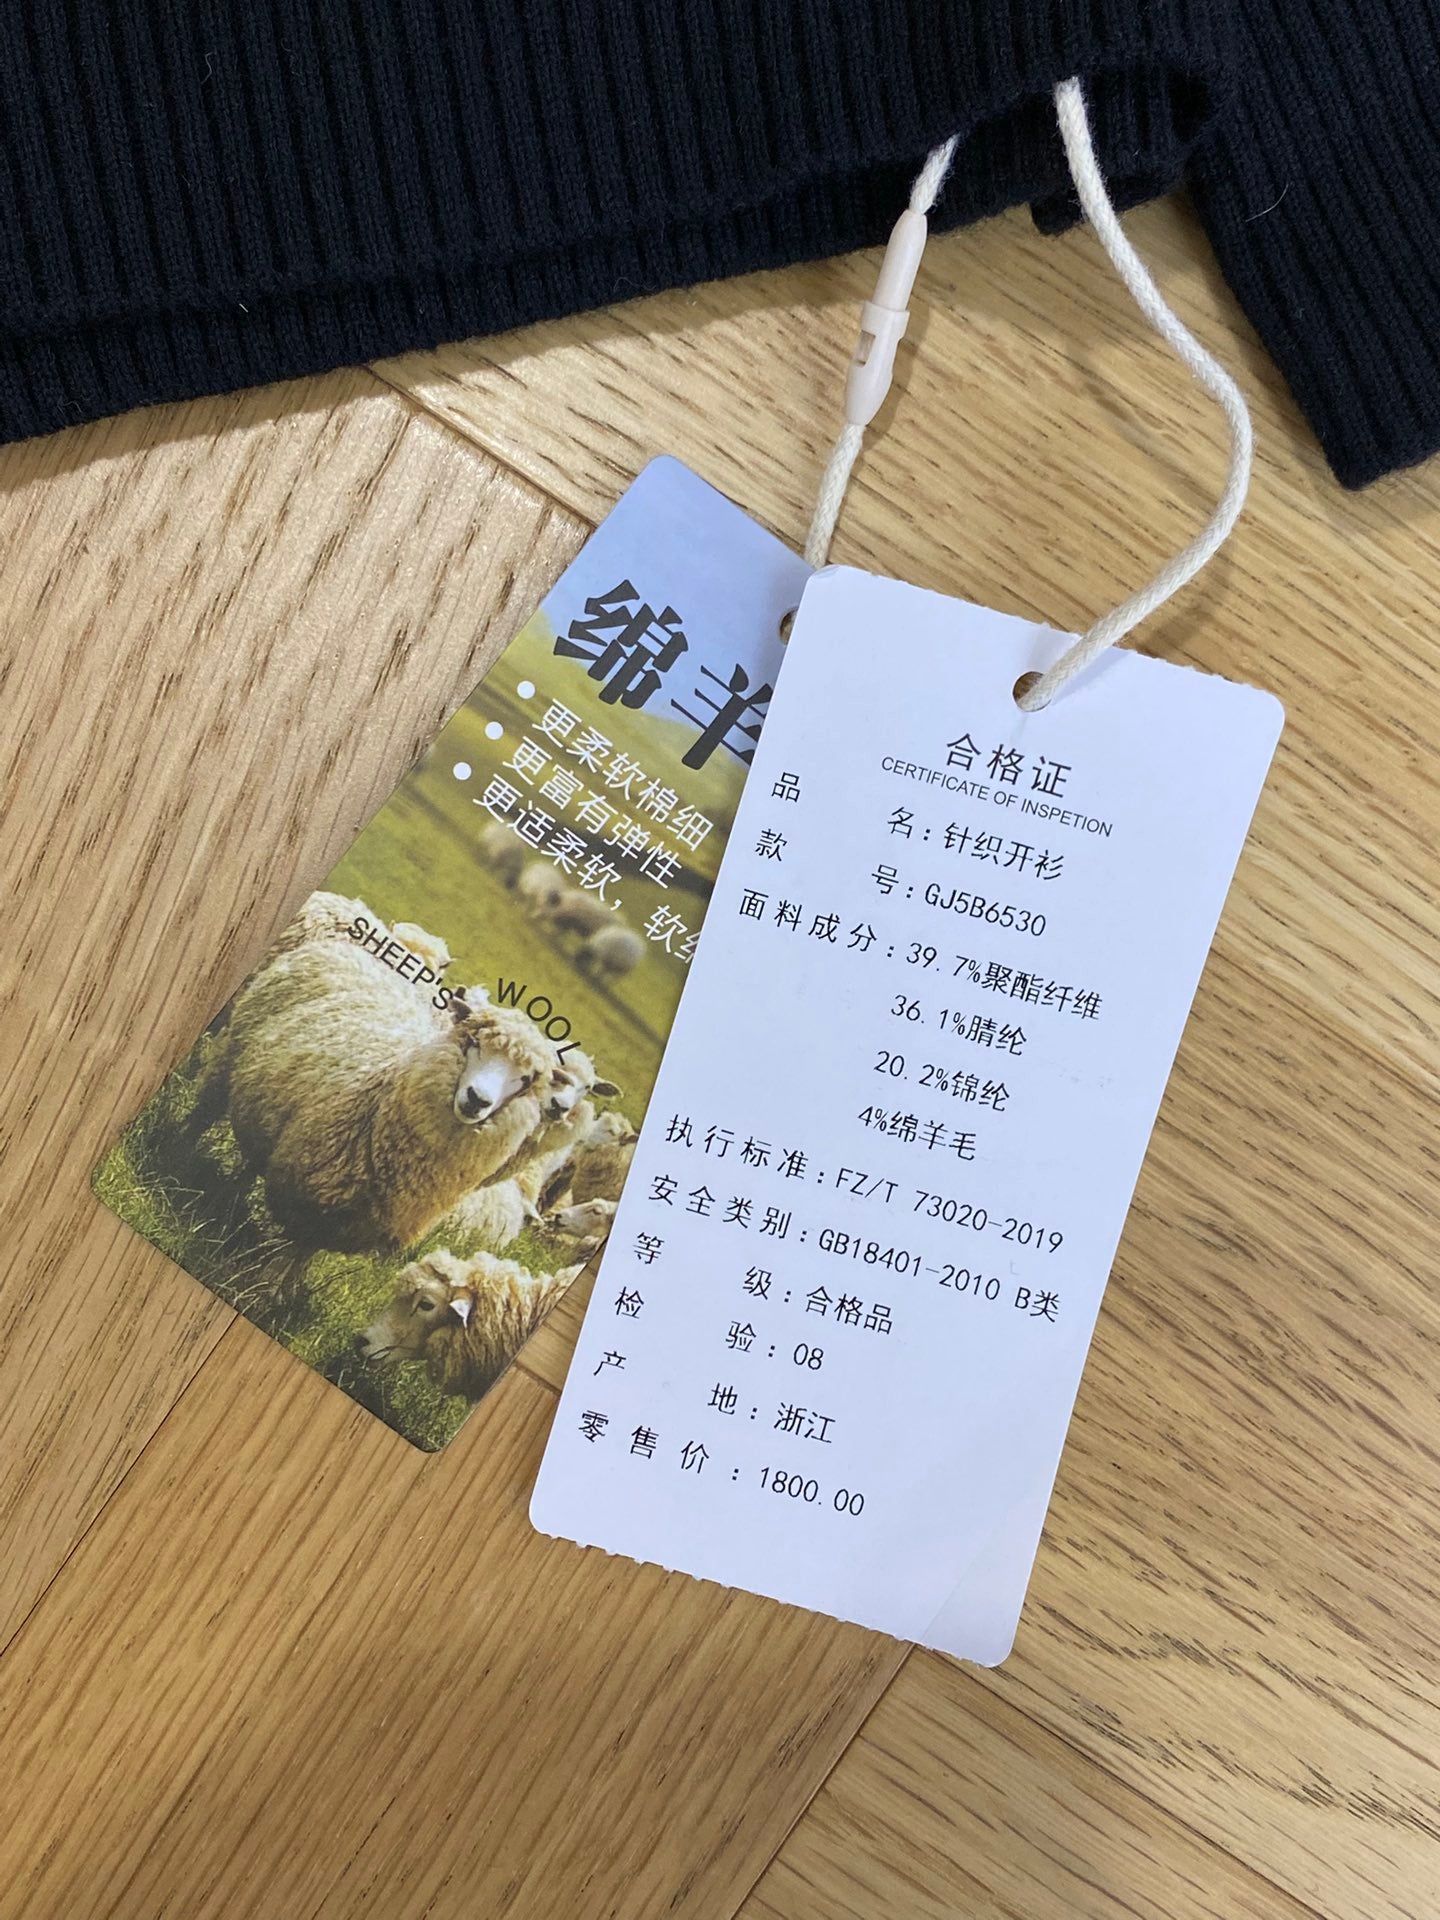 绵羊
• 更柔软棉细
• 更富有弹性
• 更适柔软，软
SHEEP'S WOOL
合格证
CERTIFICATE OF INSPETION
品 名：针织开衫
款 号：GJ5B6530
面料成分：39.7%聚酯纤维
36.1%腈纶
20.2%锦纶
4%绵羊毛
执行标准：FZ/T 73020-2019
安全类别：GB18401-2010 B类
等 级：合格品
检 验：08
产 地：浙江
零售价：1800.00